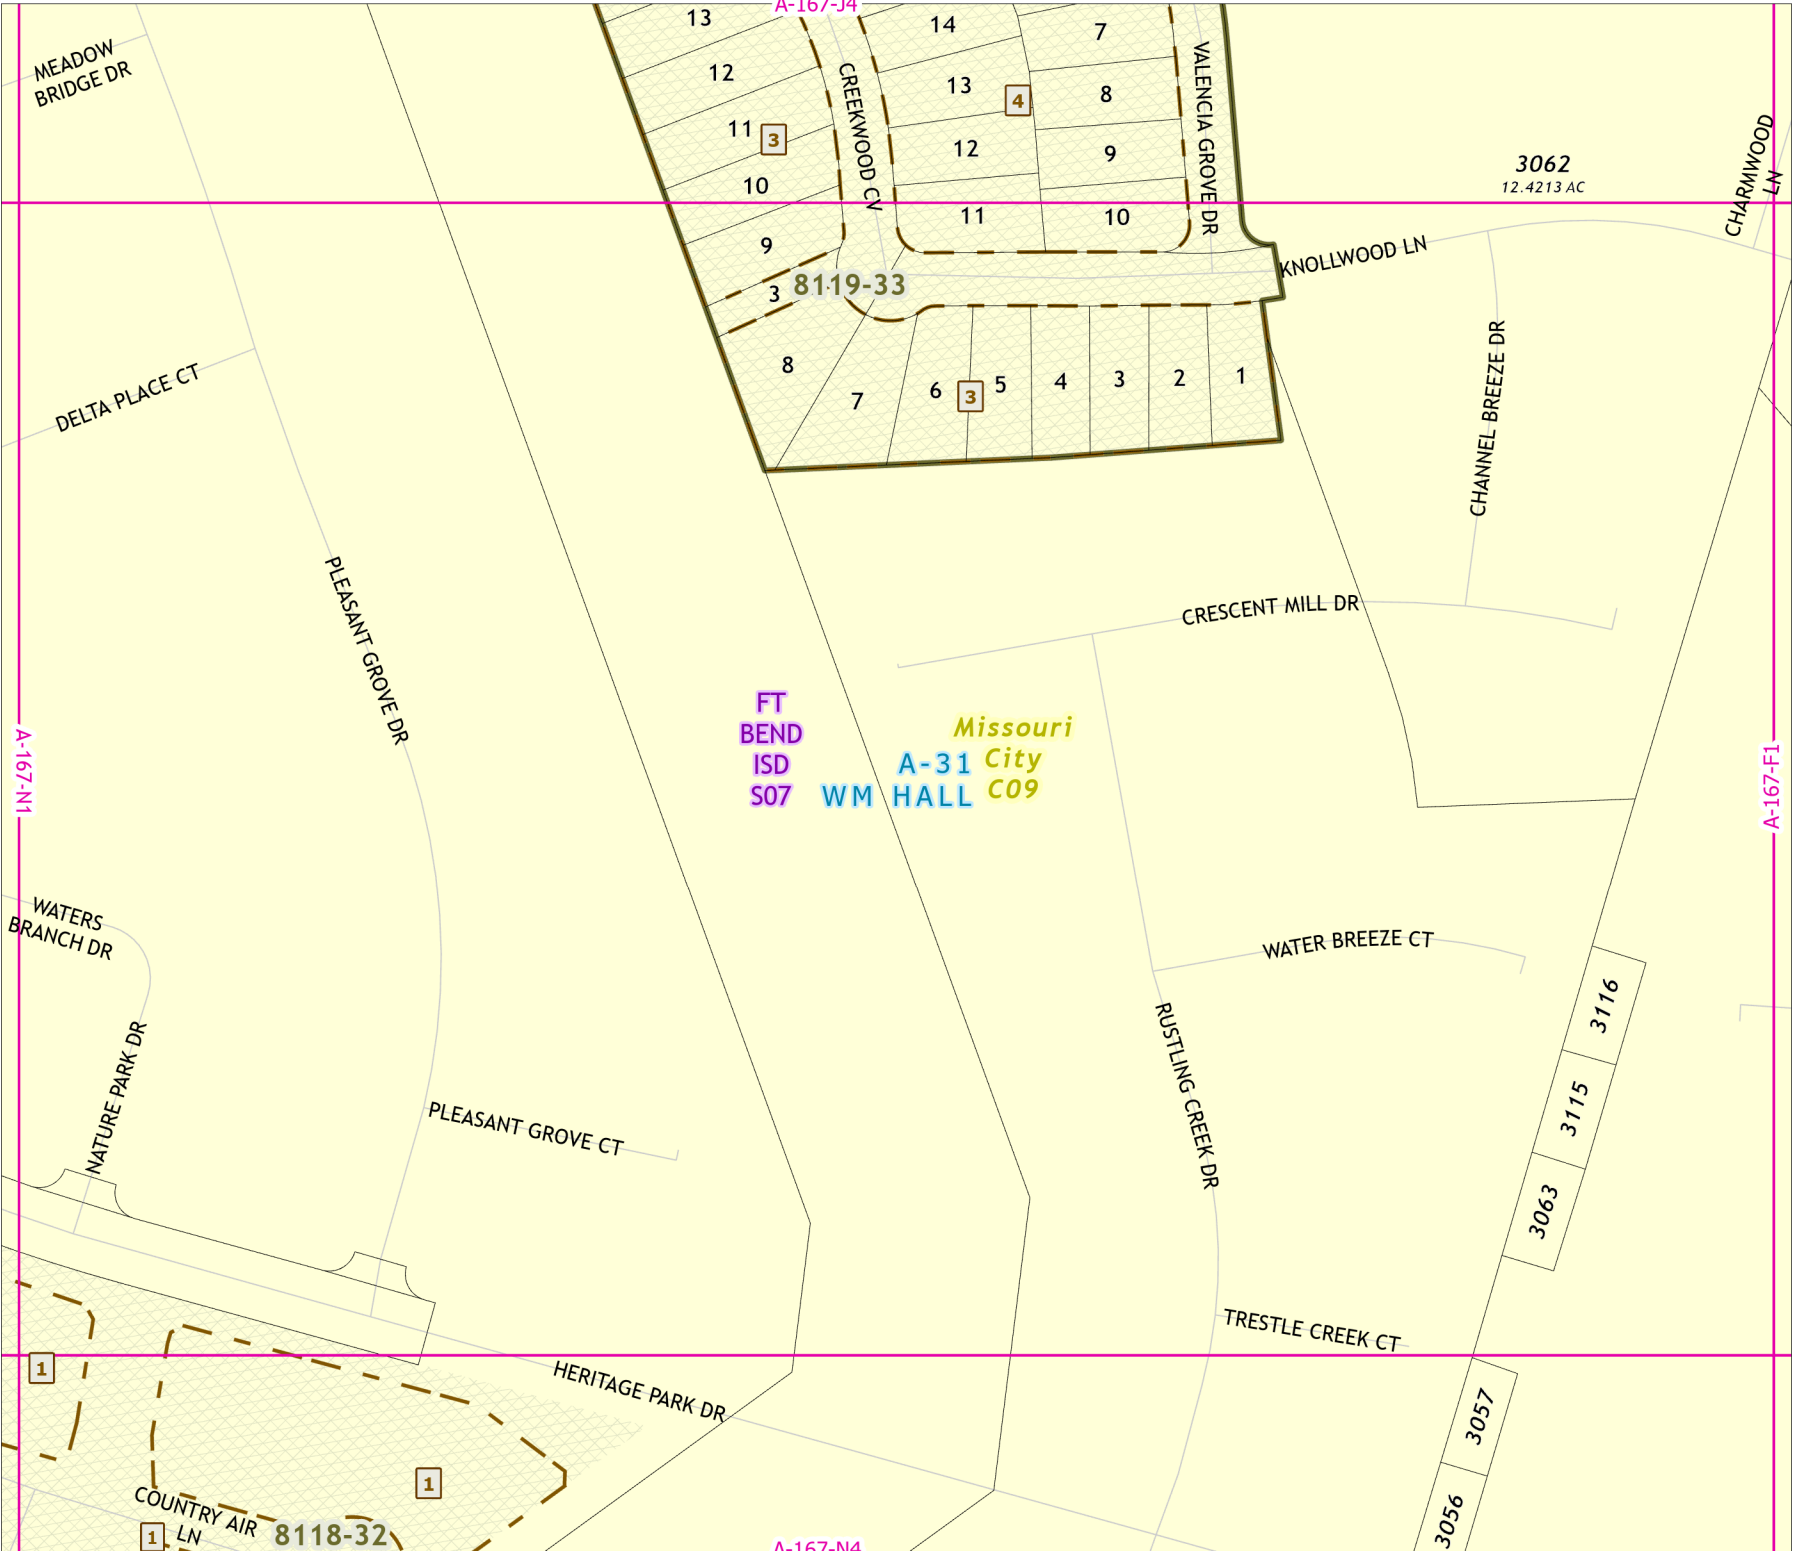 A-167-J4
13
14
7
MEADOW
BRIDGE DR
12
13
4
8
CREEKWOOD CV
VALENCIA GROVE DR
11
3
12
9
CHARMWOOD
LN
3062
12.4213 AC
10
11
10
9
KNOLLWOOD LN
8119-33
3
DELTA PLACE CT
8
7
6
3
5
4
3
2
1
CHANNEL BREEZE DR
PLEASANT GROVE DR
CRESCENT MILL DR
FT
BEND
ISD
S07
Missouri
City
C09
A-31
WM HALL
A-167-N1
A-167-F1
WATERS
BRANCH DR
WATER BREEZE CT
3116
NATURE PARK DR
RUSTLING CREEK DR
3115
PLEASANT GROVE CT
3063
TRESTLE CREEK CT
1
HERITAGE PARK DR
3057
1
COUNTRY AIR
LN
1
8118-32
3056
A-167-N4